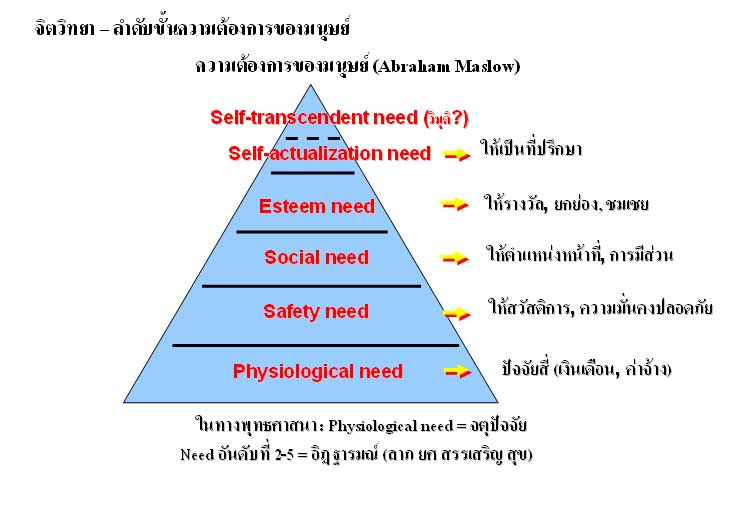 จิตวิทยา – ลำดับขั้นความต้องการของมนุษย์
ความต้องการของมนุษย์ (Abraham Maslow)
Self-transcendent need (วิมุติ?)
Self-actualization need ให้เป็นที่ปรึกษา
Esteem need ให้รางวัล, ยกย่อง, ชมเชย
Social need ให้ตำแหน่งหน้าที่, การมีส่วน
Safety need ให้สวัสดิการ, ความมั่นคงปลอดภัย
Physiological need ปัจจัยสี่ (เงินเดือน, ค่าจ้าง)
ในทางพุทธศาสนา: Physiological need = จตุปัจจัย
Need อันดับที่ 2-5 = อิฏฐารมณ์ (ลาภ ยศ สรรเสริญ สุข)